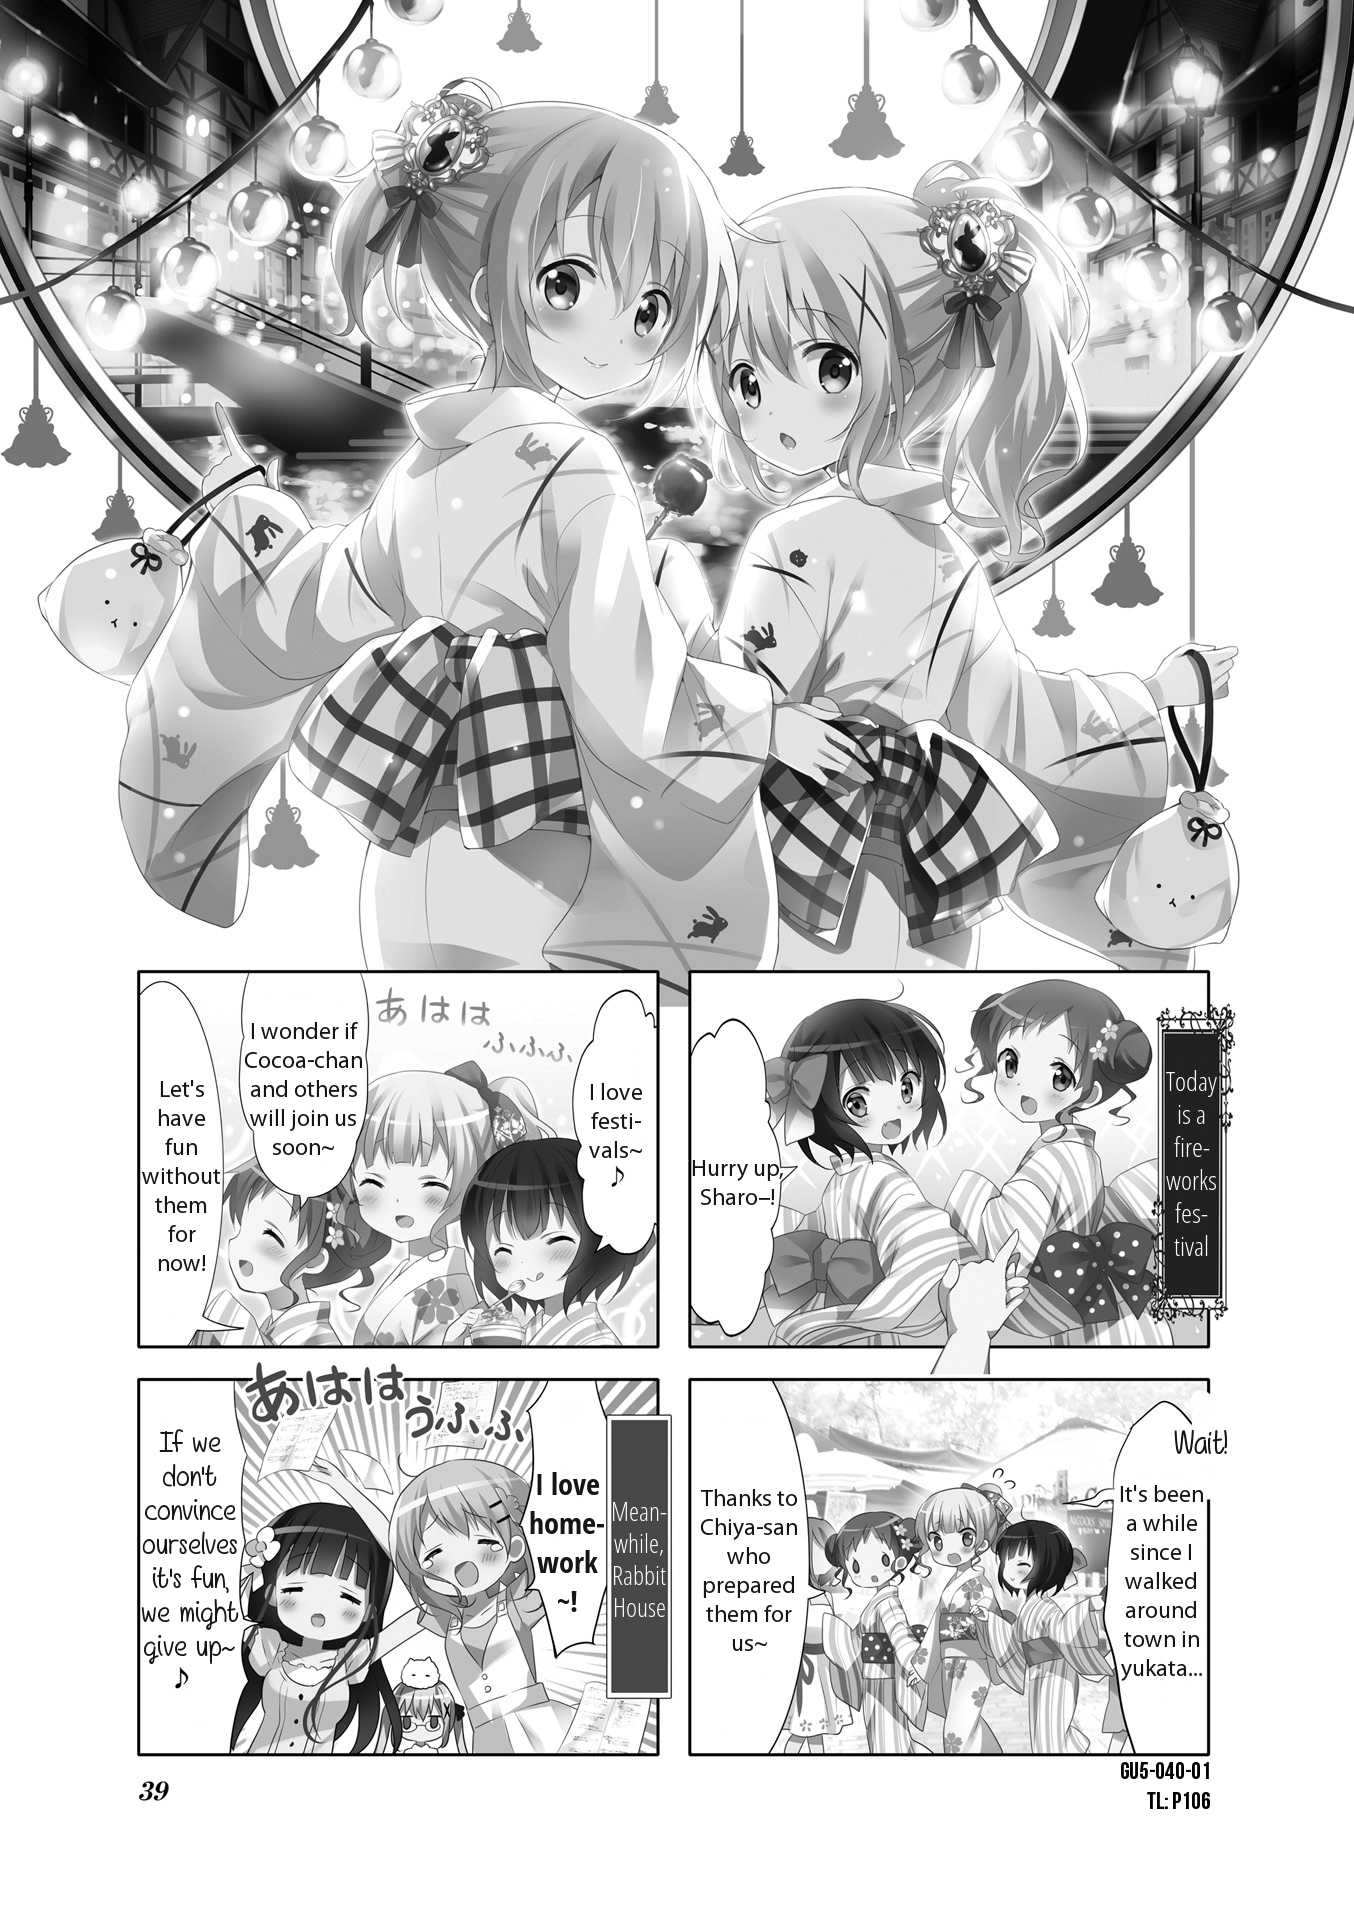 Today
is a
fire-
works
fes-
tival
Hurry up,
Sharo–!
Wait!
It's been
a while
since I
walked
around
town in
yukata...
Thanks to
Chiya-san
who
prepared
them for
us~
I love
festi-
vals~
♪
あははは
ふふふふ
I wonder if
Cocoa-chan
and others
will join us
soon~
Let's
have
fun
without
them
for
now!
Mean-
while,
Rabbit
House
I love
home-
work
~!
あははは
うふふふ
If we
don't
convince
ourselves
it's fun,
we might
give up~
♪
39
GU5-040-01
TL: P106